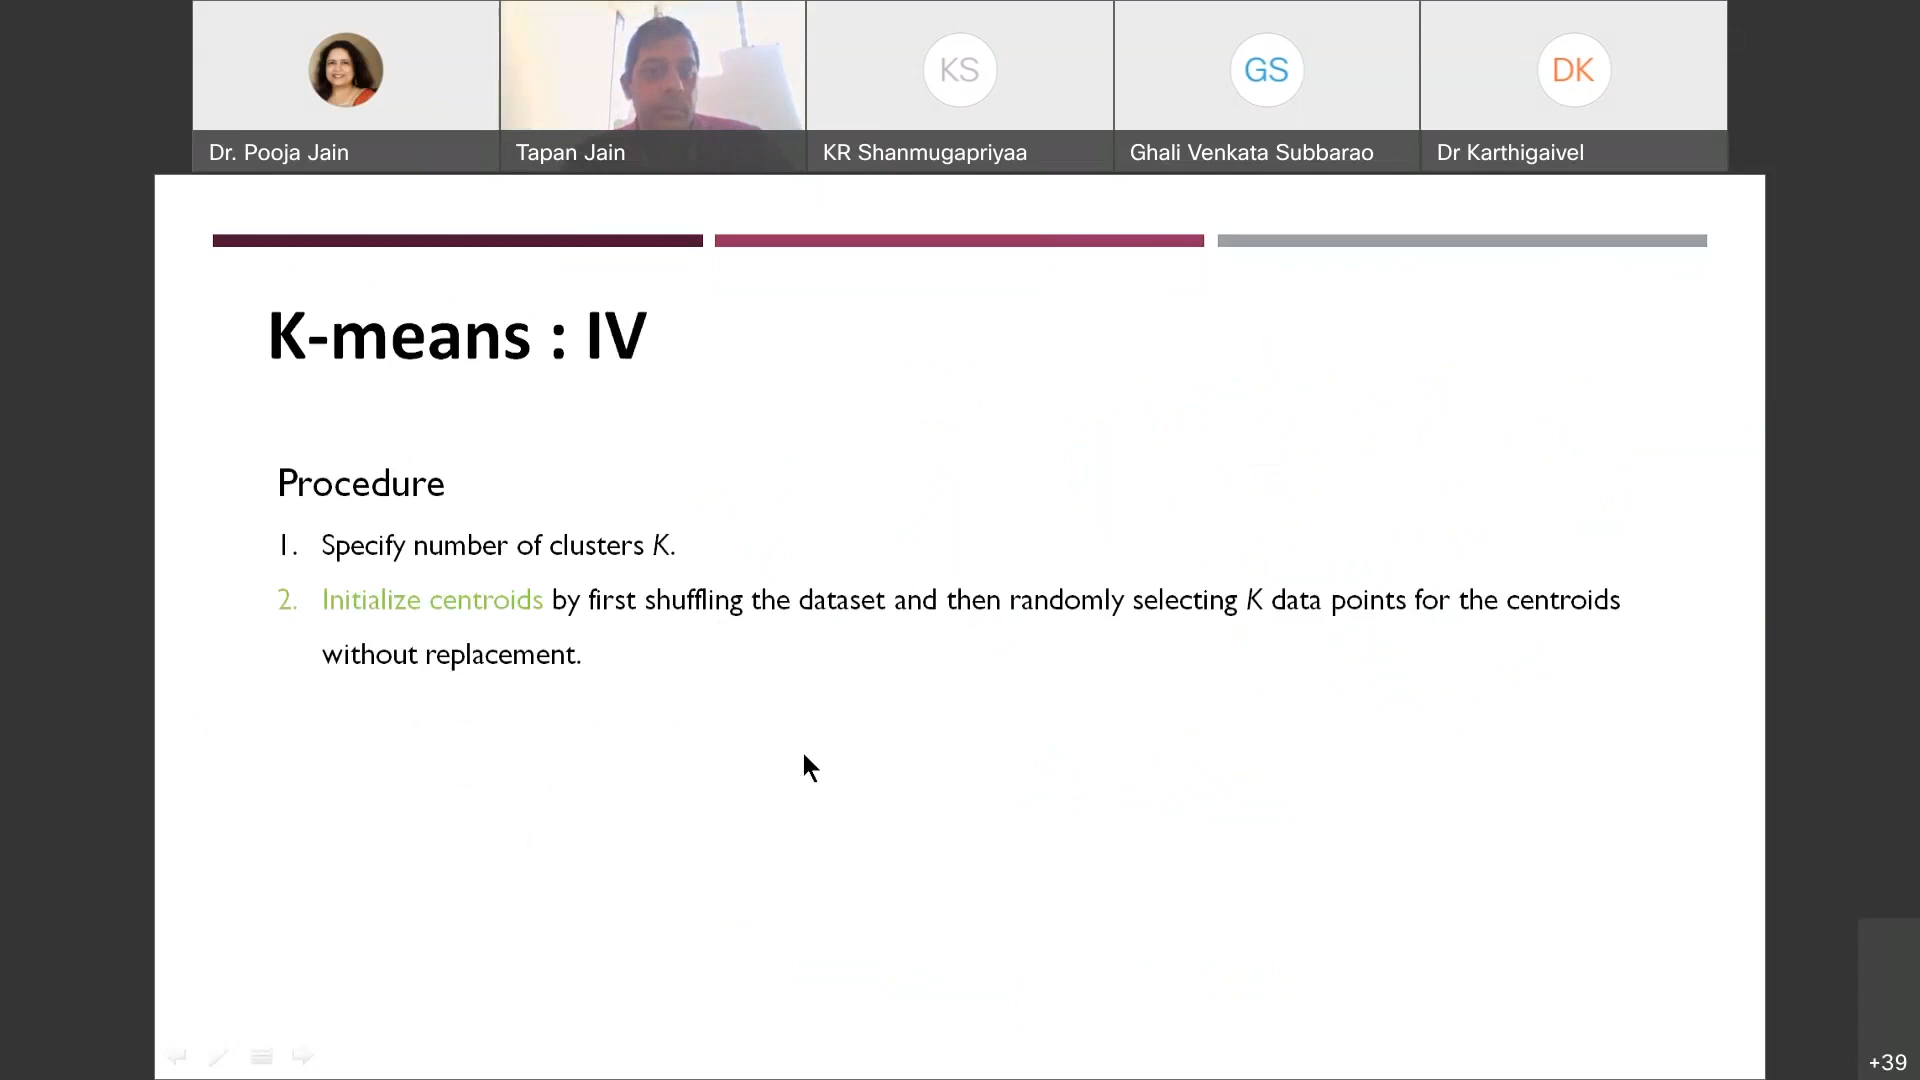 KS
GS
DK
Dr. Pooja Jain
Tapan Jain
KR Shanmugapriyaa
Ghali Venkata Subbarao
Dr Karthigaivel
K-means : IV
Procedure
1. Specify number of clusters K.
2. Initialize centroids by first shuffling the dataset and then randomly selecting K data points for the centroids
without replacement.
+39